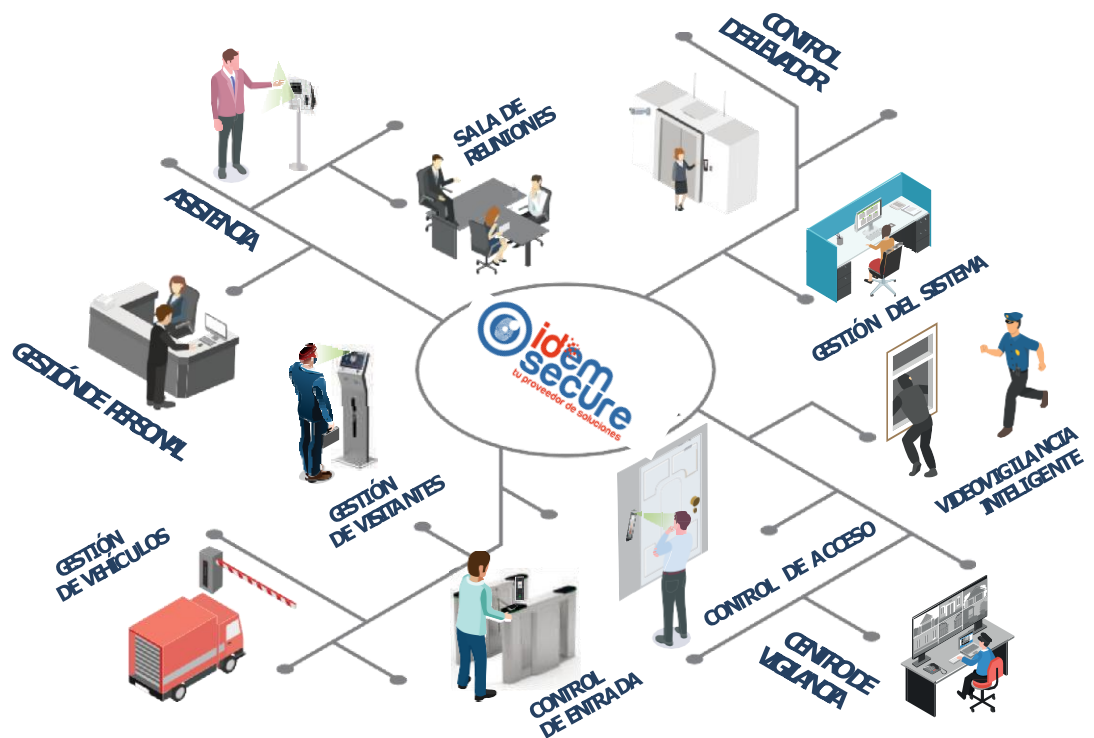 CONTROL
DE ELEVADOR
SALA DE
REUNIONES
ASISTENCIA
GESTIÓN DEL SISTEMA
idem
secure
tu proveedor de soluciones
GESTIÓN DE PERSONAL
VIDEOVIGILANCIA
INTELIGENTE
GESTIÓN
DE VISITANTES
GESTIÓN
DE VEHÍCULOS
CONTROL DE ACCESO
CENTRO DE
VIGILANCIA
CONTROL
DE ENTRADA